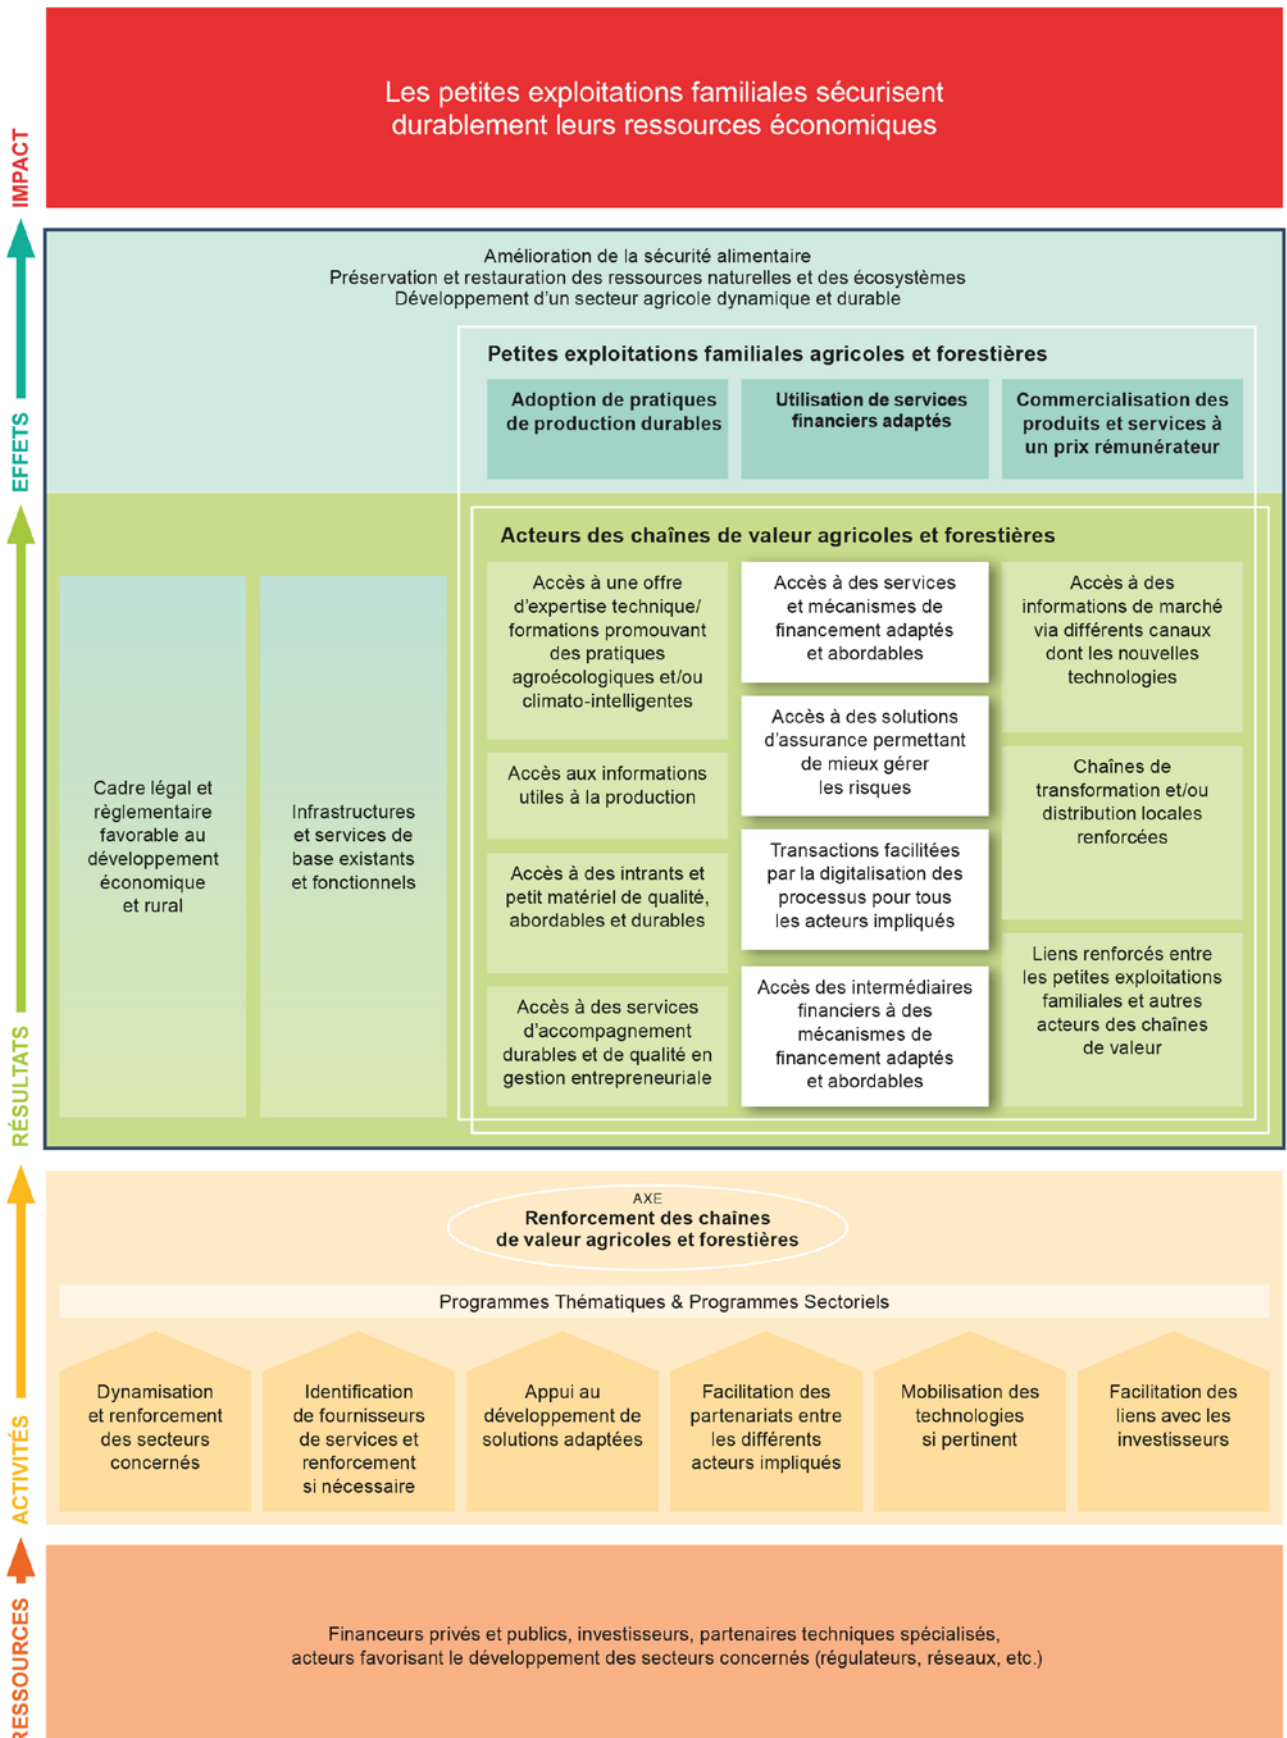 IMPACT
Les petites exploitations familiales sécurisent
durablement leurs ressources économiques
EFFETS
Amélioration de la sécurité alimentaire
Préservation et restauration des ressources naturelles et des écosystèmes
Développement d'un secteur agricole dynamique et durable
Petites exploitations familiales agricoles et forestières
Adoption de pratiques
de production durables
Utilisation de services
financiers adaptés
Commercialisation des
produits et services à
un prix rémunérateur
RÉSULTATS
Cadre légal et
règlementaire
favorable au
développement
économique
et rural
Infrastructures
et services de
base existants
et fonctionnels
Acteurs des chaînes de valeur agricoles et forestières
Accès à une offre
d'expertise technique/
formations promouvant
des pratiques
agroécologiques et/ou
climato-intelligentes
Accès aux informations
utiles à la production
Accès à des intrants et
petit matériel de qualité,
abordables et durables
Accès à des services
d'accompagnement
durables et de qualité en
gestion entrepreneuriale
Accès à des services
et mécanismes de
financement adaptés
et abordables
Accès à des solutions
d'assurance permettant
de mieux gérer
les risques
Transactions facilitées
par la digitalisation des
processus pour tous
les acteurs impliqués
Accès des intermédiaires
financiers à des
mécanismes de
financement adaptés
et abordables
Accès à des
informations de marché
via différents canaux
dont les nouvelles
technologies
Chaînes de
transformation et/ou
distribution locales
renforcées
Liens renforcés entre
les petites exploitations
familiales et autres
acteurs des chaînes
de valeur
ACTIVITÉS
AXE
Renforcement des chaînes
de valeur agricoles et forestières
Programmes Thématiques & Programmes Sectoriels
Dynamisation
et renforcement
des secteurs
concernés
Identification
de fournisseurs
de services et
renforcement
si nécessaire
Appui au
développement de
solutions adaptées
Facilitation des
partenariats entre
les différents
acteurs impliqués
Mobilisation des
technologies
si pertinent
Facilitation des
liens avec les
investisseurs
RESSOURCES
Financeurs privés et publics, investisseurs, partenaires techniques spécialisés,
acteurs favorisant le développement des secteurs concernés (régulateurs, réseaux, etc.)